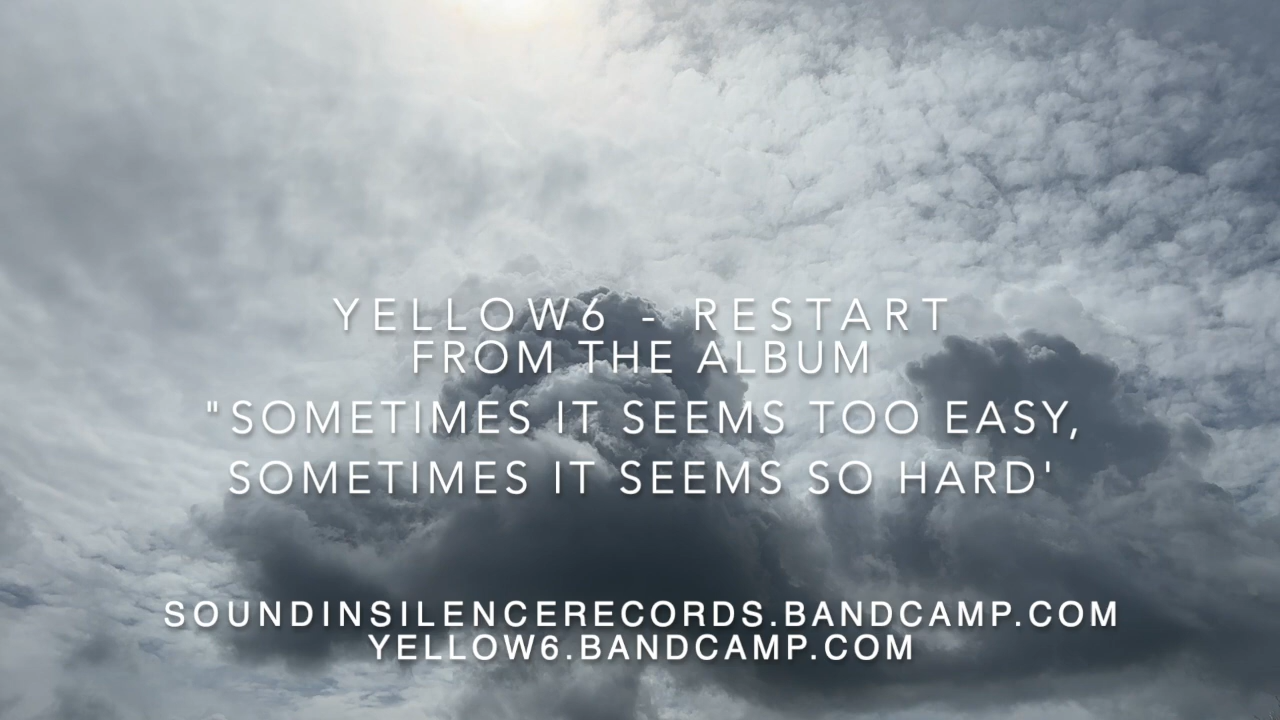 YELLOW6 - RESTART
FROM THE ALBUM
"SOMETIMES IT SEEMS TOO EASY,
SOMETIMES IT SEEMS SO HARD'
SOUNDINSILENCERECORDS.BANDCAMP.COM
YELLOW6.BANDCAMP.COM